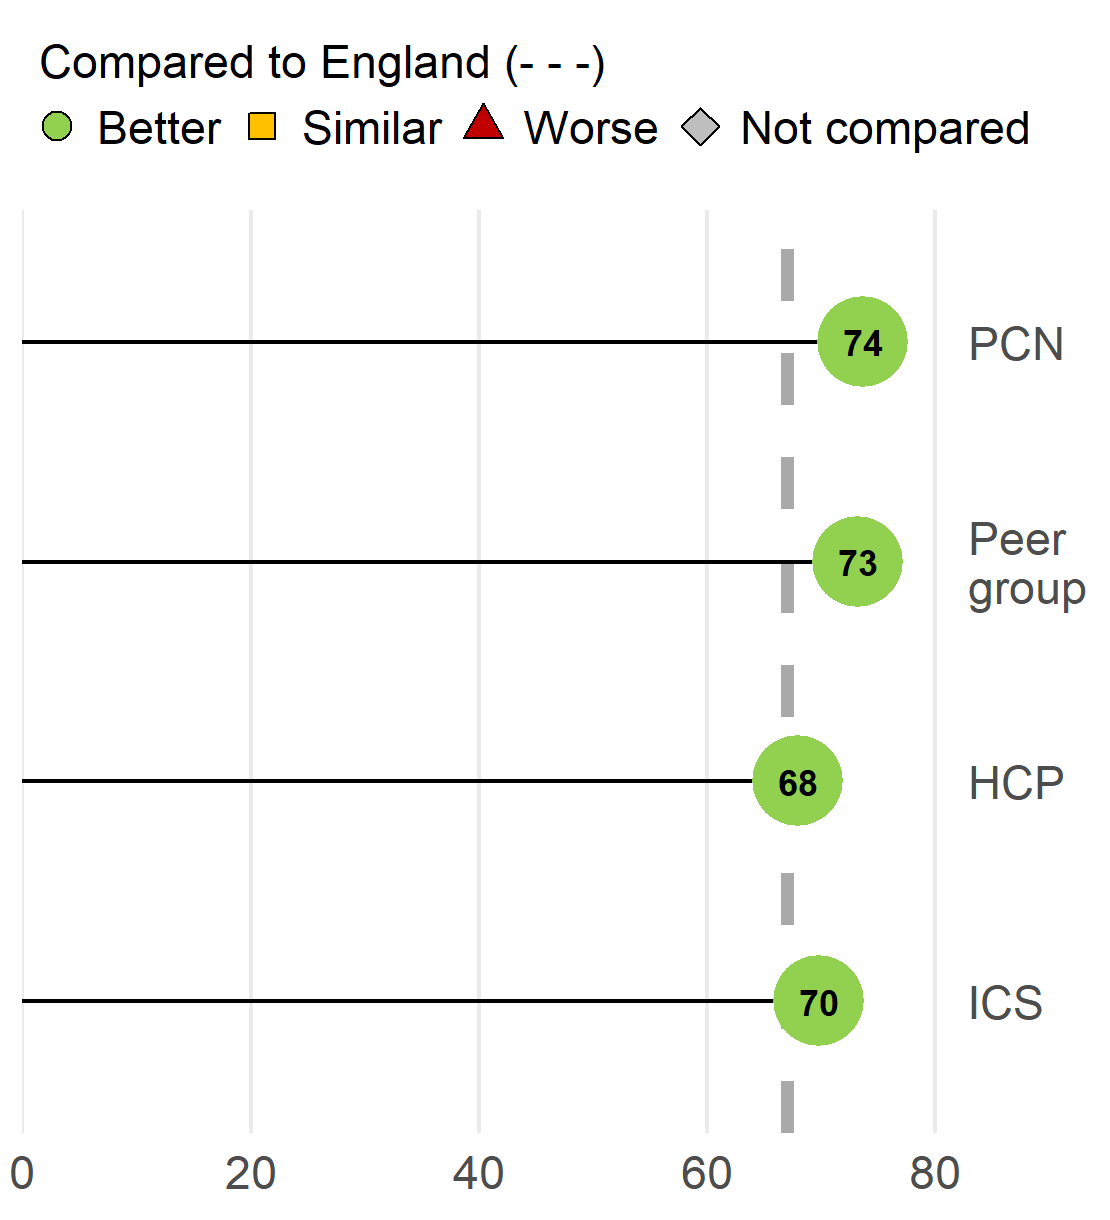 Compared to England (- - -)
Better Similar Worse Not compared
74 PCN
73 Peer
group
68 HCP
70 ICS
0 20 40 60 80